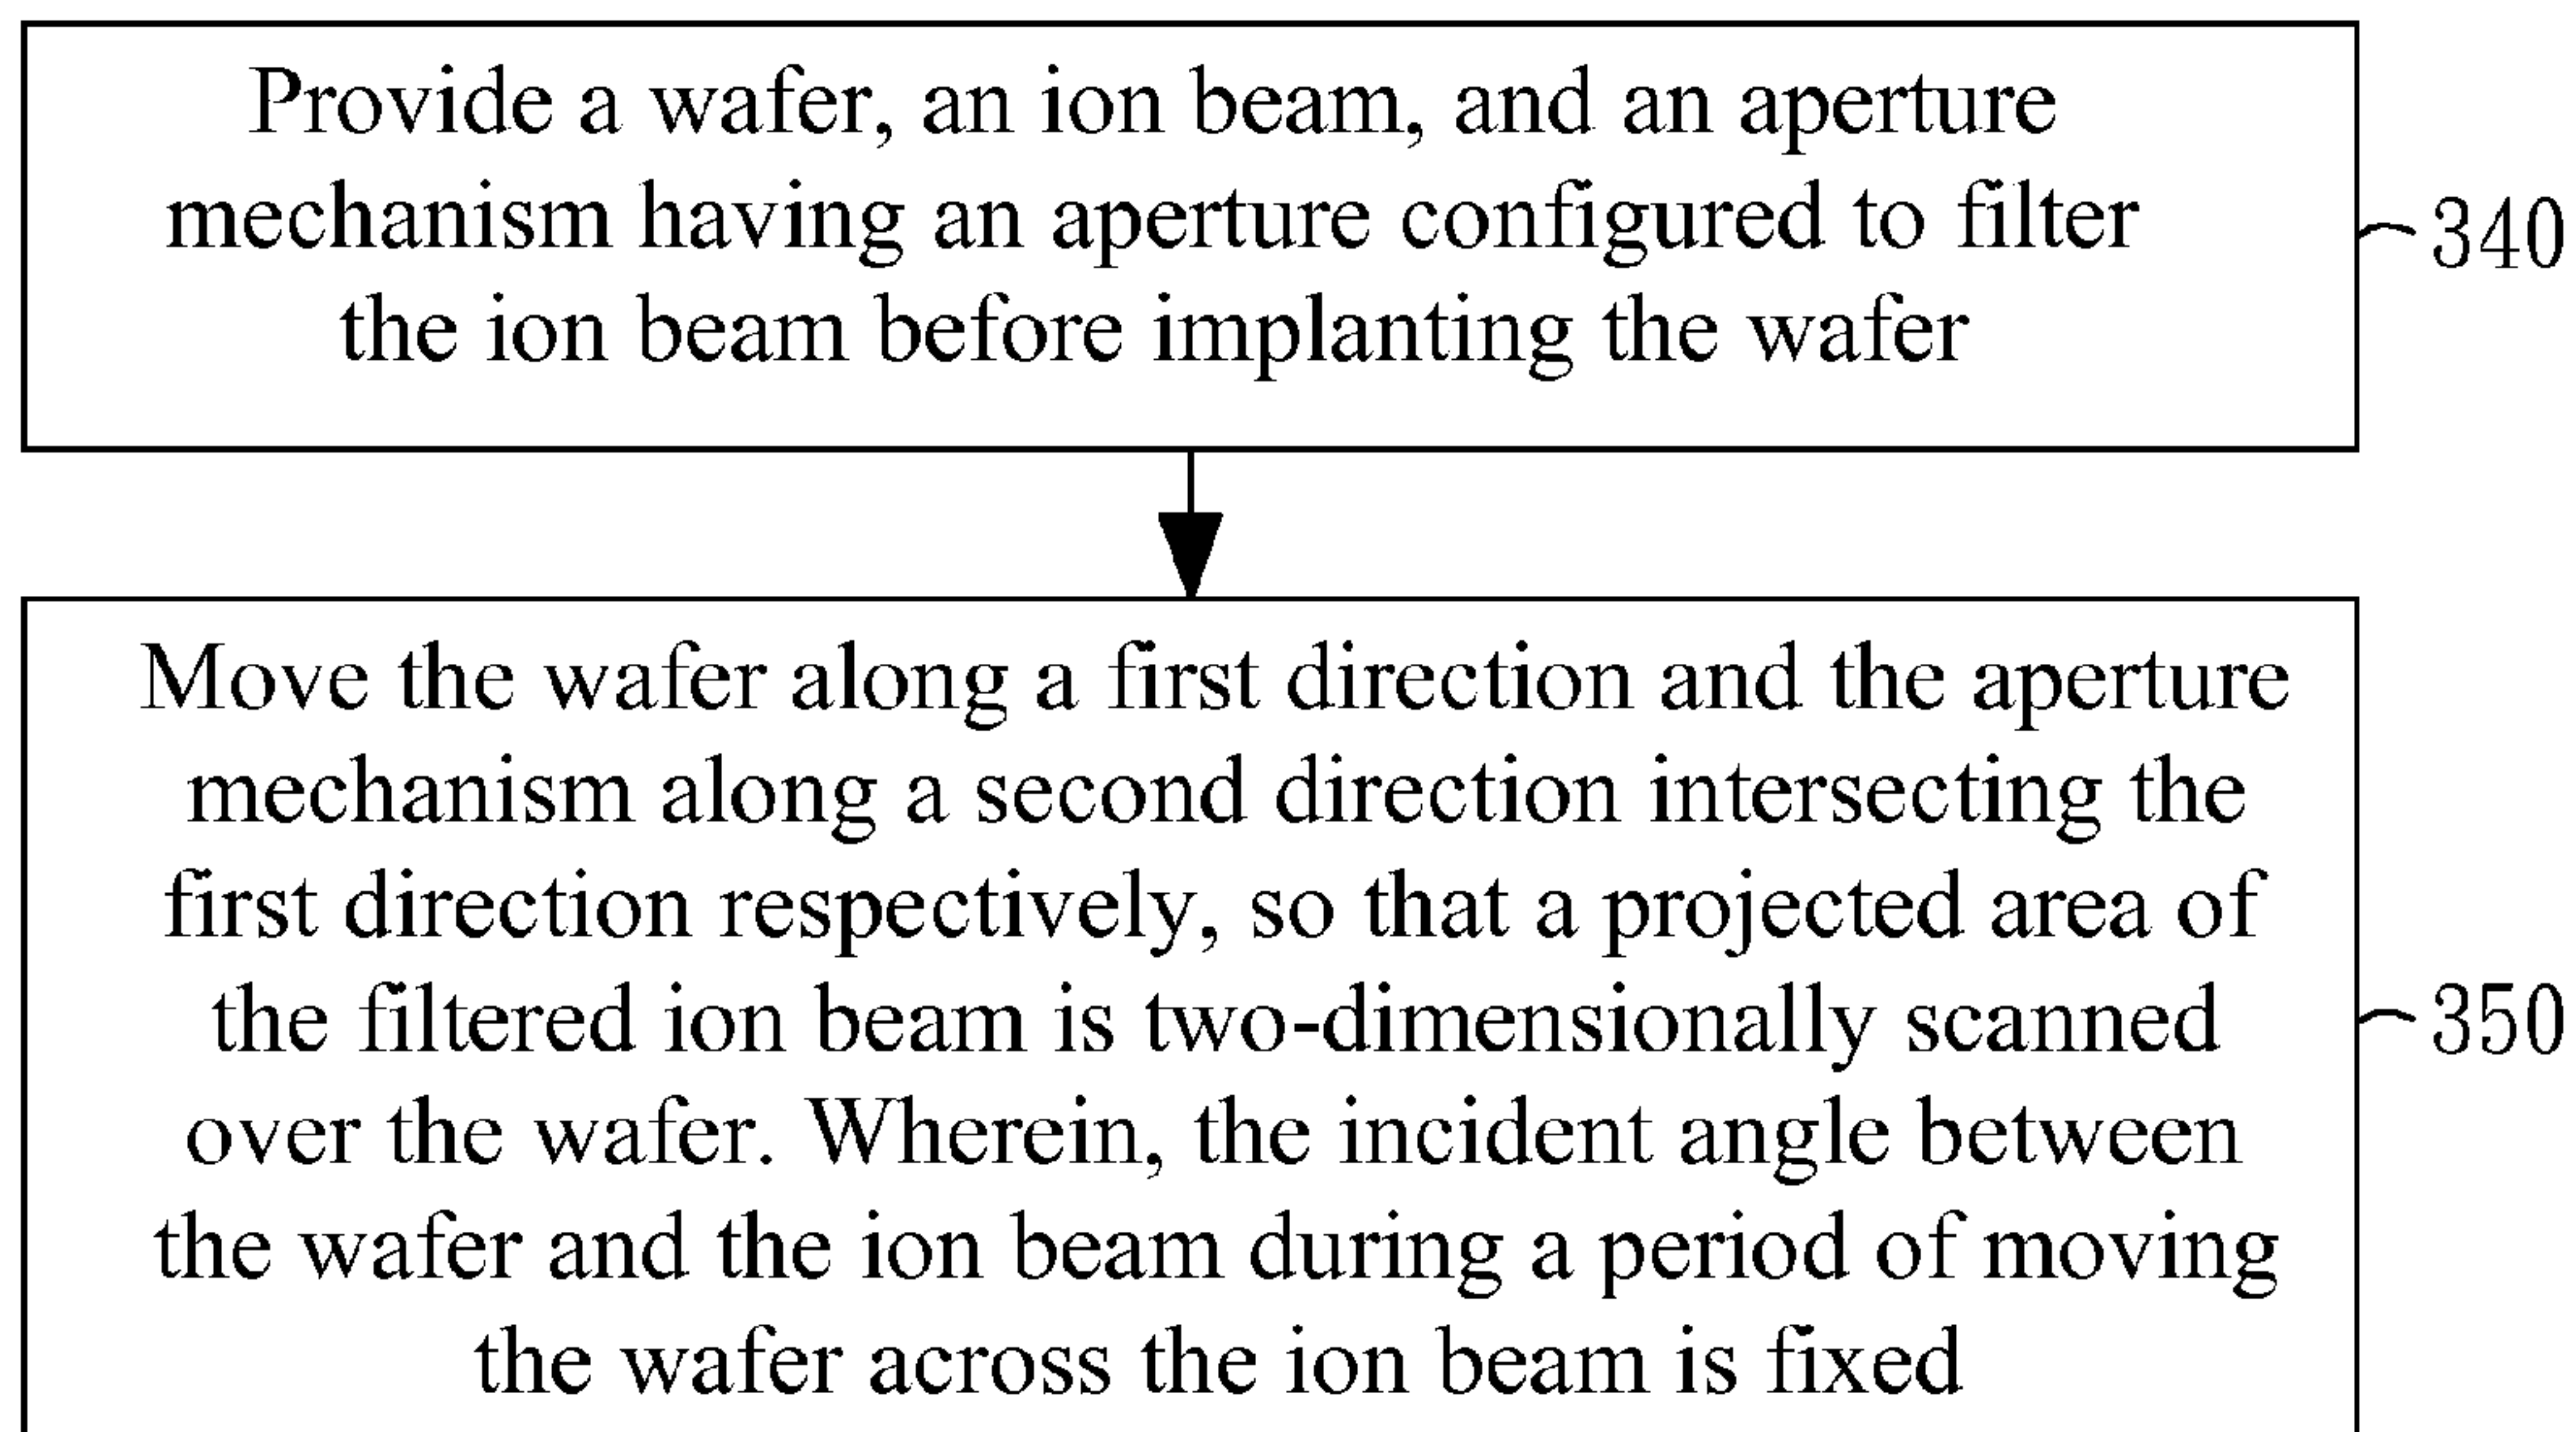 Provide a wafer, an ion beam, and an aperture
mechanism having an aperture configured to filter
the ion beam before implanting the wafer
340
Move the wafer along a first direction and the aperture
mechanism along a second direction intersecting the
first direction respectively, so that a projected area of
the filtered ion beam is two-dimensionally scanned
over the wafer. Wherein, the incident angle between
the wafer and the ion beam during a period of moving
the wafer across the ion beam is fixed
350